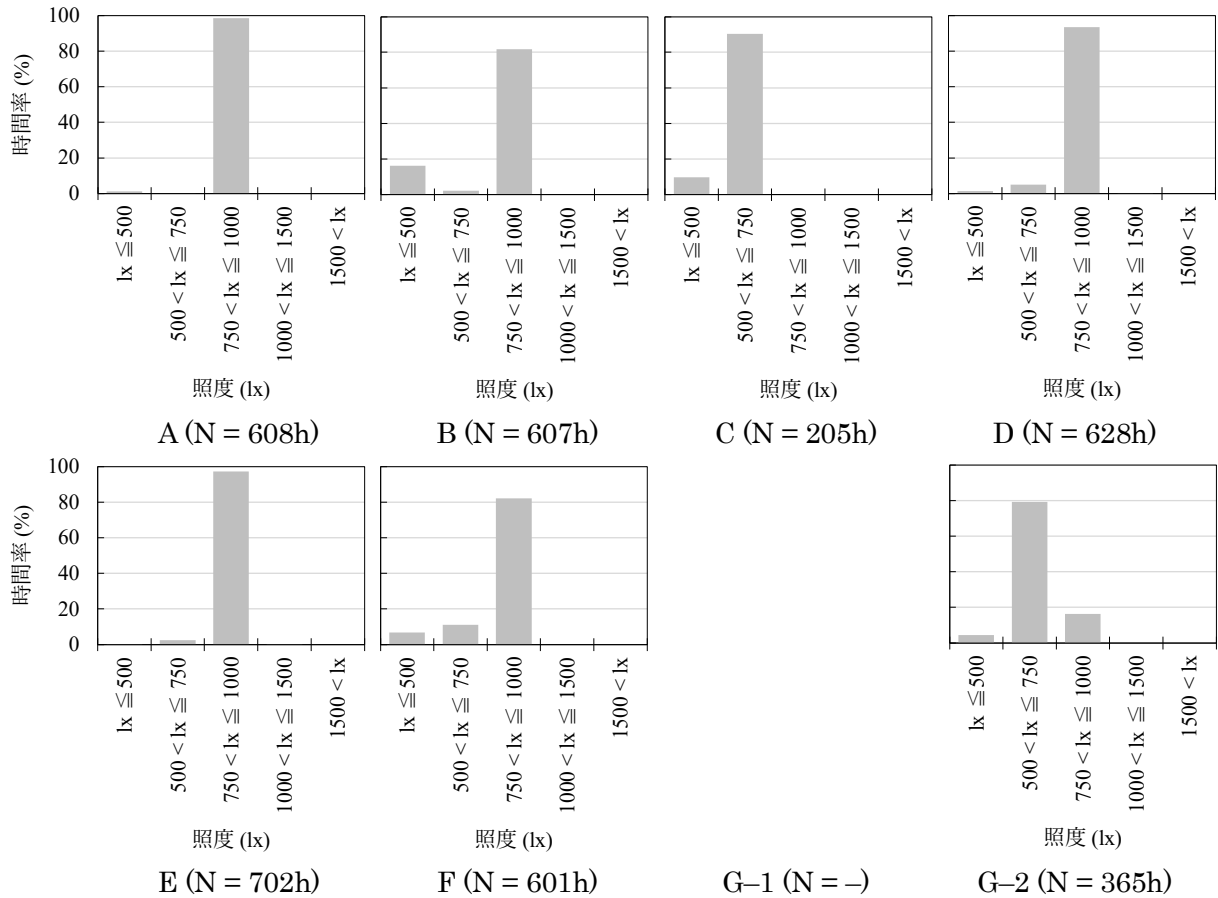 時間率 (%)
100
80
60
40
20
0
lx ≦500
500 < lx ≦ 750
750 < lx ≦ 1000
1000 < lx ≦ 1500
1500 < lx
照度 (lx)
A (N = 608h)
lx ≦500
500 < lx ≦ 750
750 < lx ≦ 1000
1000 < lx ≦ 1500
1500 < lx
照度 (lx)
B (N = 607h)
lx ≦500
500 < lx ≦ 750
750 < lx ≦ 1000
1000 < lx ≦ 1500
1500 < lx
照度 (lx)
C (N = 205h)
lx ≦500
500 < lx ≦ 750
750 < lx ≦ 1000
1000 < lx ≦ 1500
1500 < lx
照度 (lx)
D (N = 628h)
時間率 (%)
100
80
60
40
20
0
lx ≦500
500 < lx ≦ 750
750 < lx ≦ 1000
1000 < lx ≦ 1500
1500 < lx
照度 (lx)
E (N = 702h)
lx ≦500
500 < lx ≦ 750
750 < lx ≦ 1000
1000 < lx ≦ 1500
1500 < lx
照度 (lx)
F (N = 601h)
G–1 (N = –)
lx ≦500
500 < lx ≦ 750
750 < lx ≦ 1000
1000 < lx ≦ 1500
1500 < lx
照度 (lx)
G–2 (N = 365h)